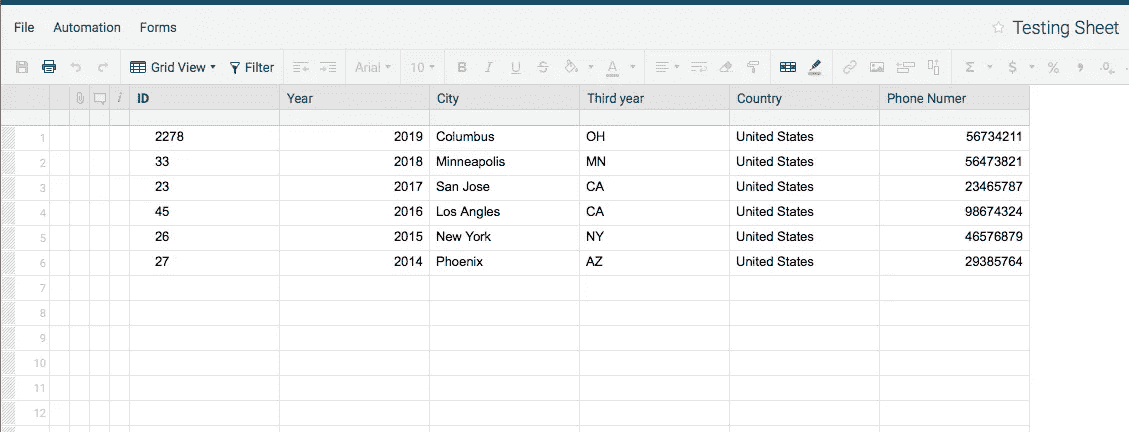 File Automation Forms Testing Sheet
Grid View Filter Arial 10 B I U S A Σ $ % , .0
i ID Year City Third year Country Phone Numer
1 2278 2019 Columbus OH United States 56734211
2 33 2018 Minneapolis MN United States 56473821
3 23 2017 San Jose CA United States 23465787
4 45 2016 Los Angles CA United States 98674324
5 26 2015 New York NY United States 46576879
6 27 2014 Phoenix AZ United States 29385764
7
8
9
10
11
12